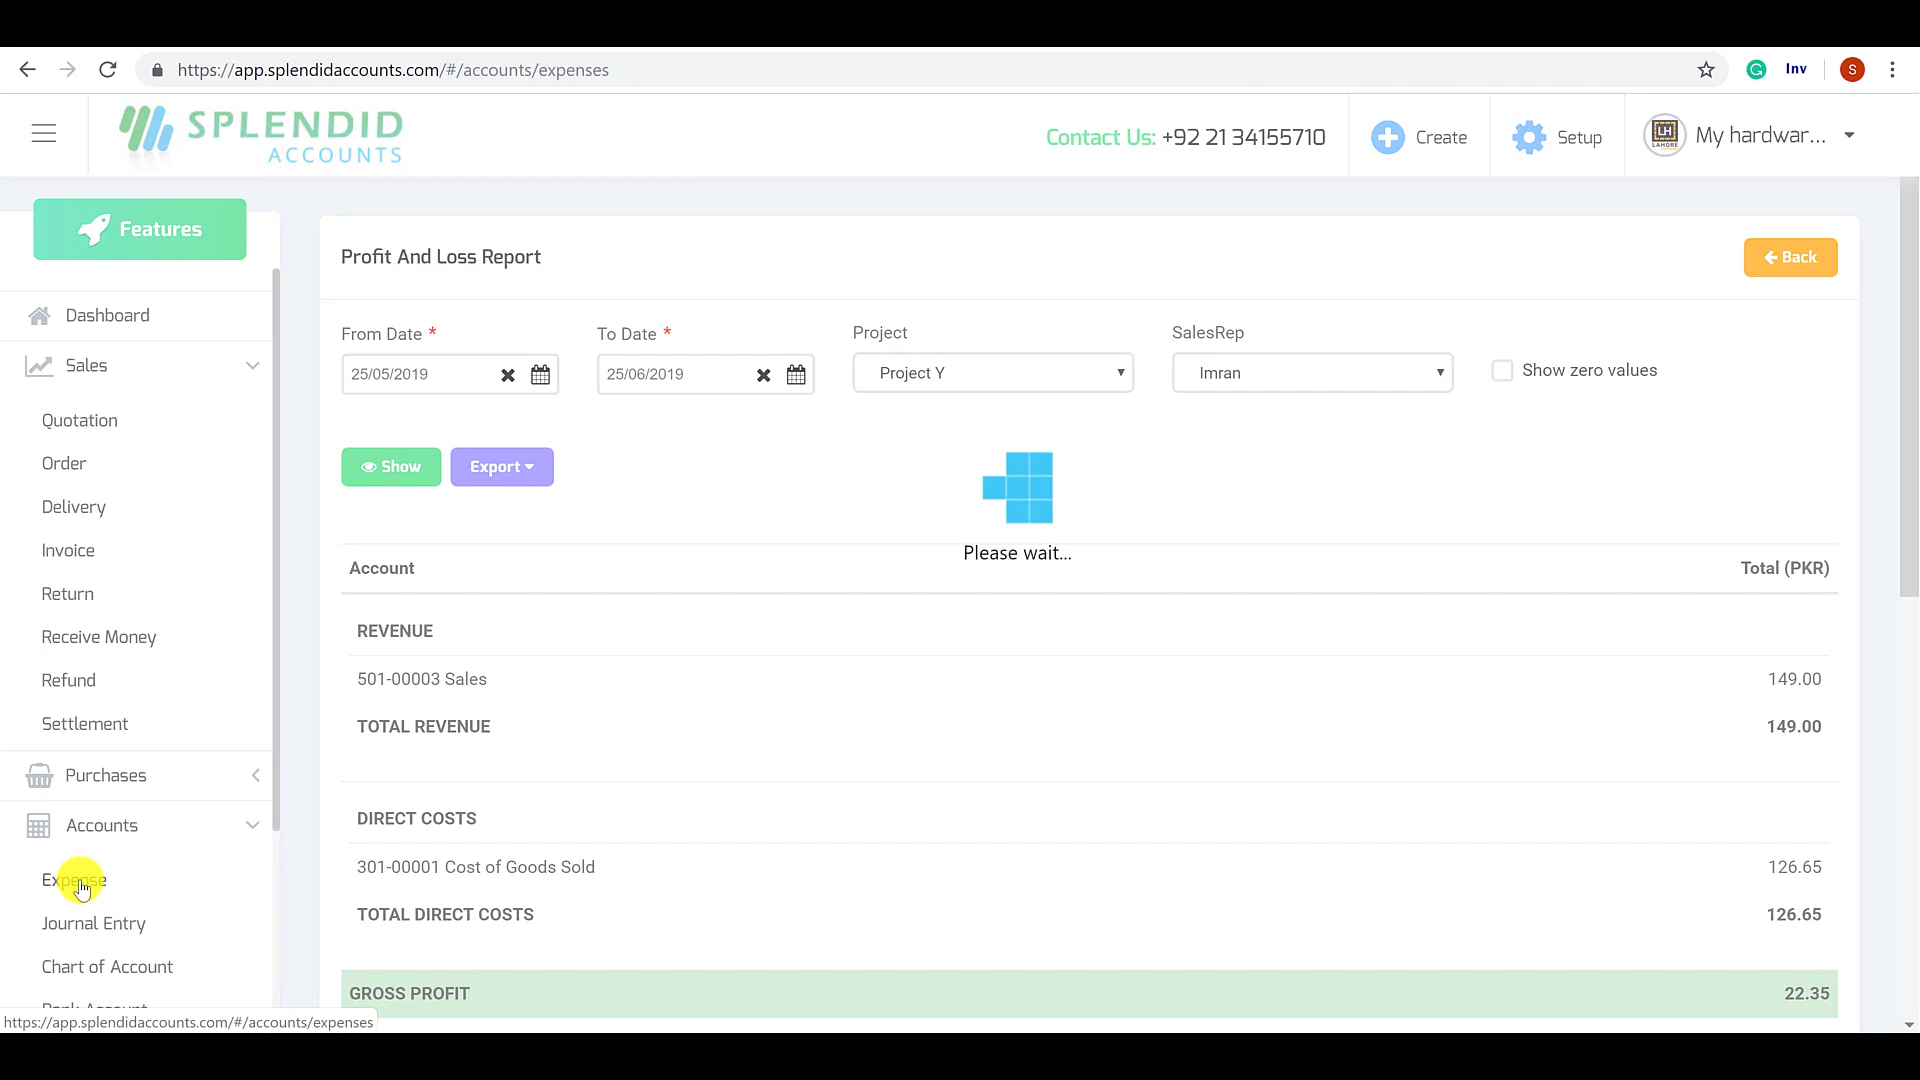 https://app.splendidaccounts.com/#/accounts/expenses
Inv
S
SPLENDID
ACCOUNTS
Contact Us: +92 21 34155710
Create
Setup
LH
LAHORE
My hardwar...
Features
Dashboard
Sales
Quotation
Order
Delivery
Invoice
Return
Receive Money
Refund
Settlement
Purchases
Accounts
Expense
Journal Entry
Chart of Account
Bank Account
https://app.splendidaccounts.com/#/accounts/expenses
Profit And Loss Report
Back
From Date *
To Date *
Project
SalesRep
25/05/2019
25/06/2019
Project Y
Imran
Show zero values
Show
Export
Please wait...
Account
Total (PKR)
REVENUE
501-00003 Sales
149.00
TOTAL REVENUE
149.00
DIRECT COSTS
301-00001 Cost of Goods Sold
126.65
TOTAL DIRECT COSTS
126.65
GROSS PROFIT
22.35